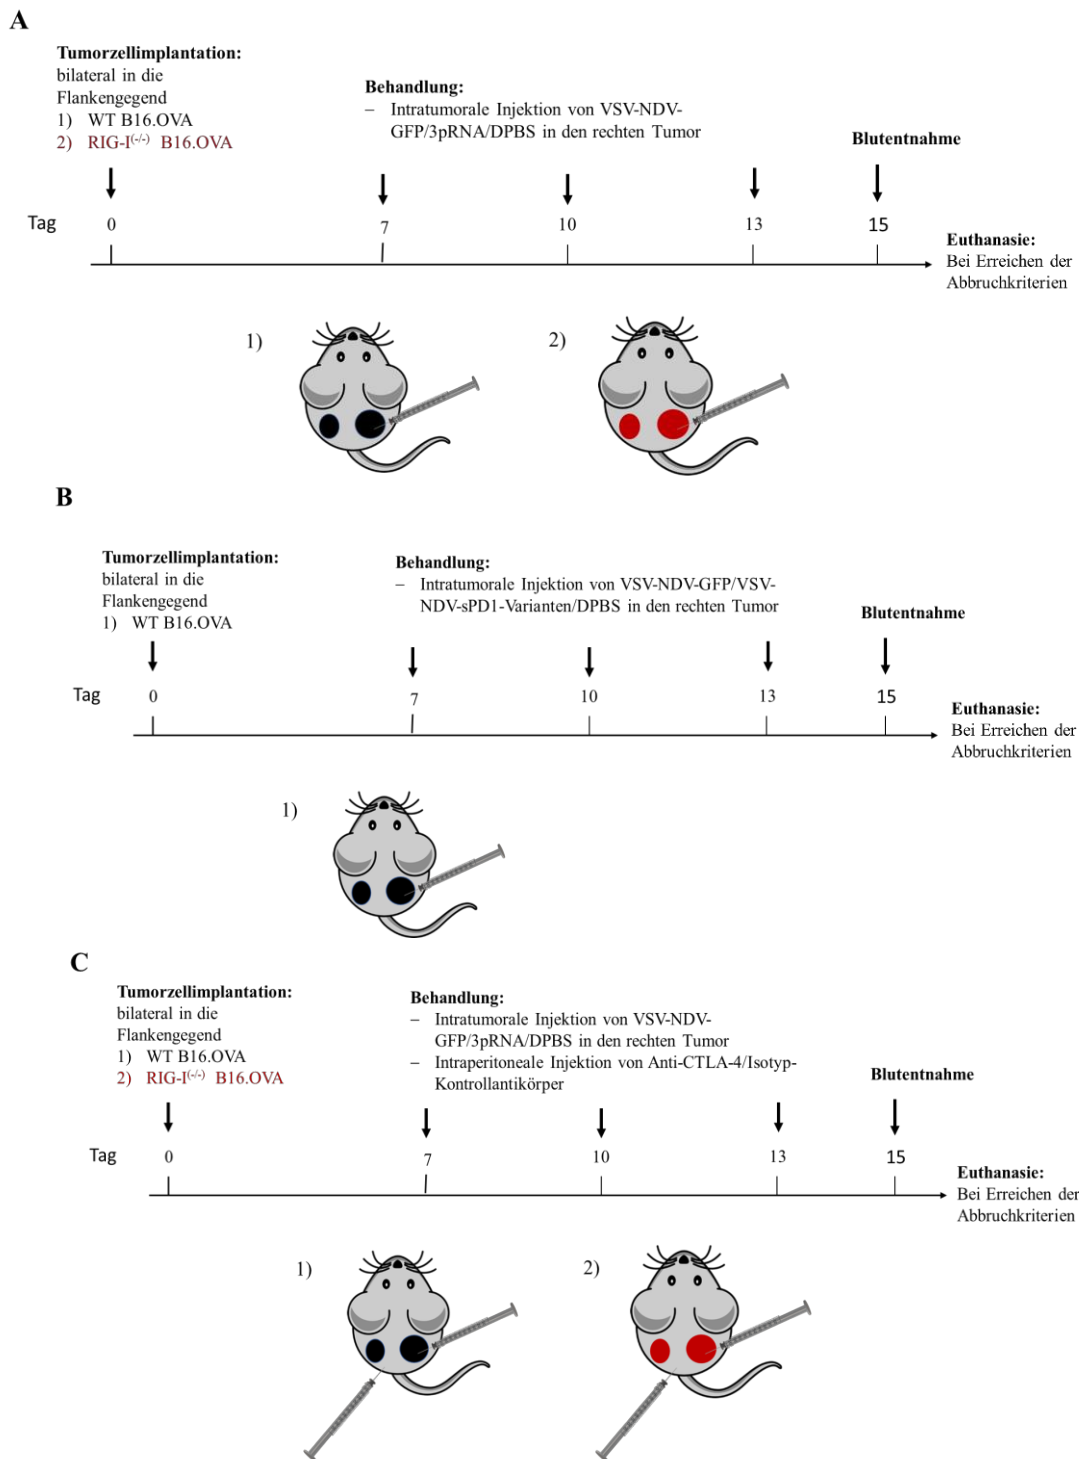 A
Tumorzellimplantation:
bilateral in die
Flankengegend
1) WT B16.OVA
2) RIG-I(-/-) B16.OVA
Behandlung:
– Intratumorale Injektion von VSV-NDV-
GFP/3pRNA/DPBS in den rechten Tumor
Blutentnahme
Tag 0 7 10 13 15
Euthanasie:
Bei Erreichen der
Abbruchkriterien
1) 2)
B
Tumorzellimplantation:
bilateral in die
Flankengegend
1) WT B16.OVA
Behandlung:
– Intratumorale Injektion von VSV-NDV-GFP/VSV-
NDV-sPD1-Varianten/DPBS in den rechten Tumor
Blutentnahme
Tag 0 7 10 13 15
Euthanasie:
Bei Erreichen der
Abbruchkriterien
1)
C
Tumorzellimplantation:
bilateral in die
Flankengegend
1) WT B16.OVA
2) RIG-I(-/-) B16.OVA
Behandlung:
– Intratumorale Injektion von VSV-NDV-
GFP/3pRNA/DPBS in den rechten Tumor
– Intraperitoneale Injektion von Anti-CTLA-4/Isotyp-
Kontrollantikörper
Blutentnahme
Tag 0 7 10 13 15
Euthanasie:
Bei Erreichen der
Abbruchkriterien
1) 2)